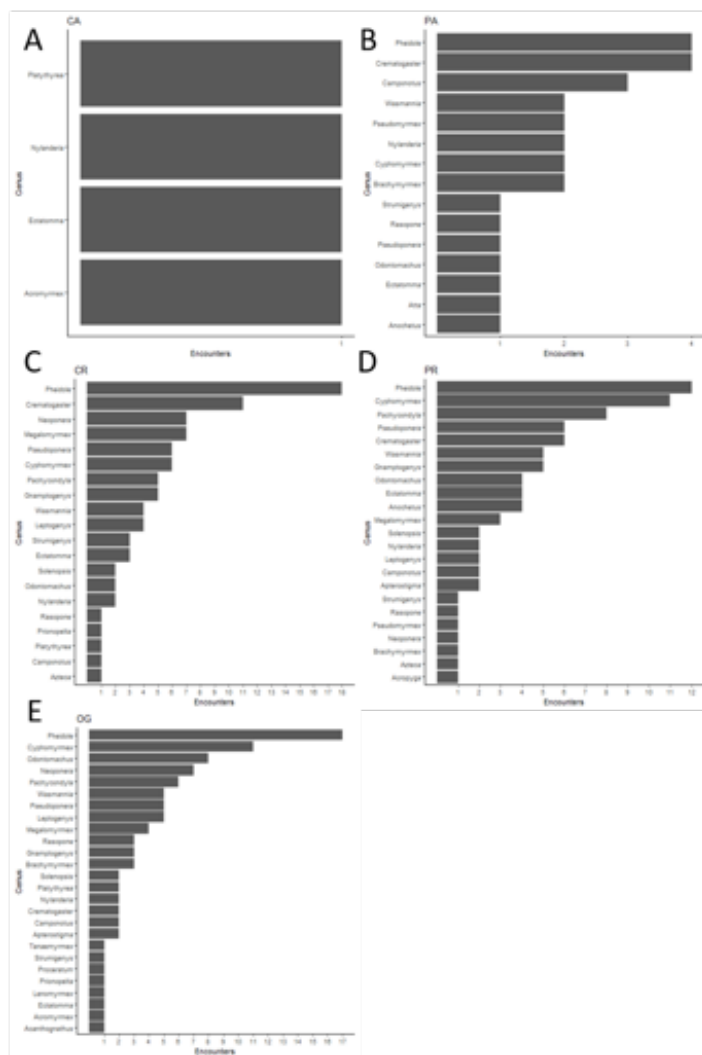 A
CA
Platythyrea
Nylanderia
Ectatomma
Acromyrmex
Genus
1
Encounters
B
PA
Pheidole
Crematogaster
Camponotus
Wasmannia
Pseudomyrmex
Nylanderia
Cyphomyrmex
Brachymyrmex
Strumigenys
Rasopone
Pseudoponera
Odontomachus
Ectatomma
Atta
Anochetus
Genus
1 2 3 4
Encounters
C
CR
Pheidole
Crematogaster
Neoponera
Megalomyrmex
Pseudoponera
Cyphomyrmex
Pachycondyla
Gnamptogenys
Wasmannia
Leptogenys
Strumigenys
Ectatomma
Solenopsis
Odontomachus
Nylanderia
Rasopone
Prionopelta
Platythyrea
Camponotus
Azteca
Genus
1 2 3 4 5 6 7 8 9 10 11 12 13 14 15 16 17 18
Encounters
D
PR
Pheidole
Cyphomyrmex
Pachycondyla
Pseudoponera
Crematogaster
Wasmannia
Gnamptogenys
Odontomachus
Ectatomma
Anochetus
Megalomyrmex
Solenopsis
Nylanderia
Leptogenys
Camponotus
Apterostigma
Strumigenys
Rasopone
Pseudomyrmex
Neoponera
Brachymyrmex
Azteca
Acropyga
Genus
1 2 3 4 5 6 7 8 9 10 11 12
Encounters
E
OG
Pheidole
Cyphomyrmex
Odontomachus
Neoponera
Pachycondyla
Wasmannia
Pseudoponera
Leptogenys
Megalomyrmex
Rasopone
Gnamptogenys
Brachymyrmex
Solenopsis
Platythyrea
Nylanderia
Crematogaster
Camponotus
Apterostigma
Tatuidris
Strumigenys
Proceratium
Prionopelta
Lenomyrmex
Ectatomma
Acromyrmex
Acanthognathus
Genus
1 2 3 4 5 6 7 8 9 10 11 12 13 14 15 16 17
Encounters